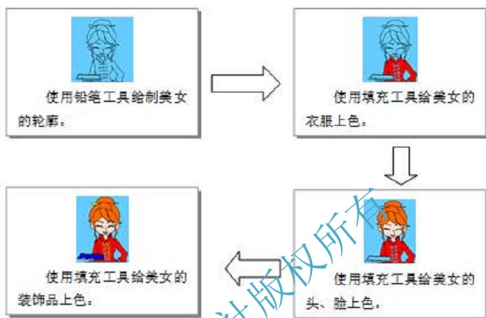 使用铅笔工具绘制美女
的轮廓。
使用填充工具给美女的
衣服上色。
使用填充工具给美女的
装饰品上色。
使用填充工具给美女的
头、脸上色。
版权所有